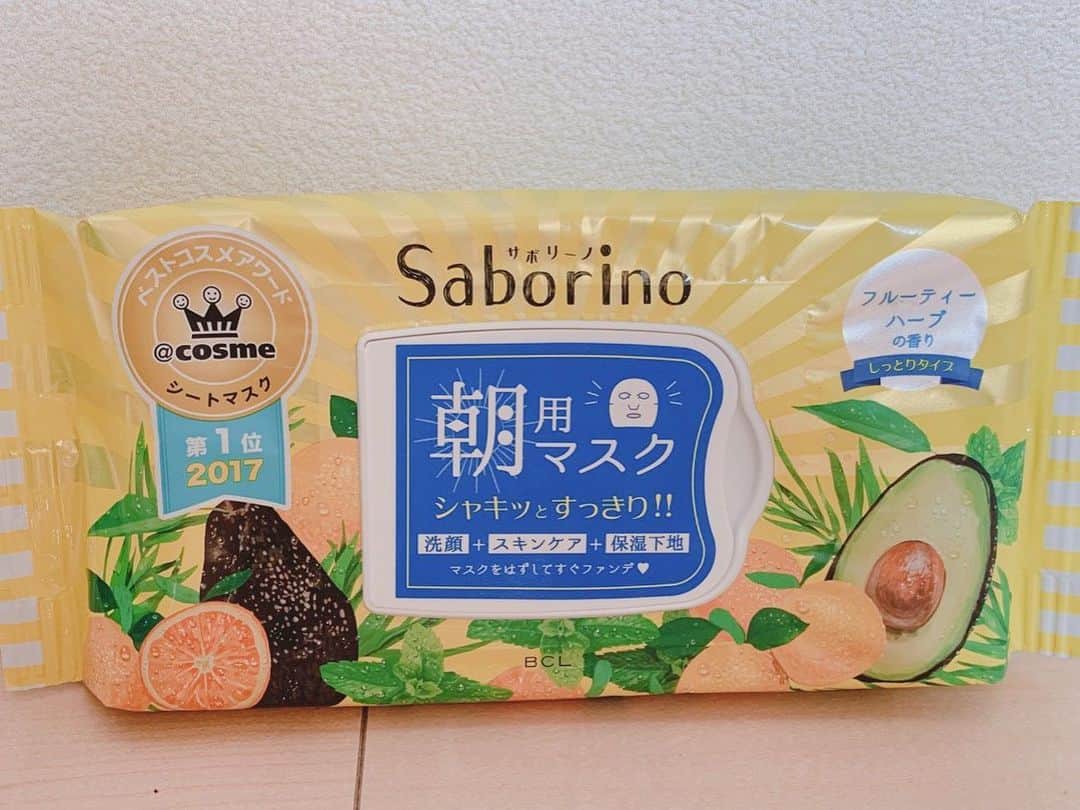 ベストコスメアワード
@cosme
シートマスク
第1位
2017
サボリーノ
Saborino
フルーティー
ハーブ
の香り
しっとりタイプ
朝用
マスク
シャキッとすっきり!!
洗顔+スキンケア+保湿下地
マスクをはずしてすぐファンデ♥
BCL